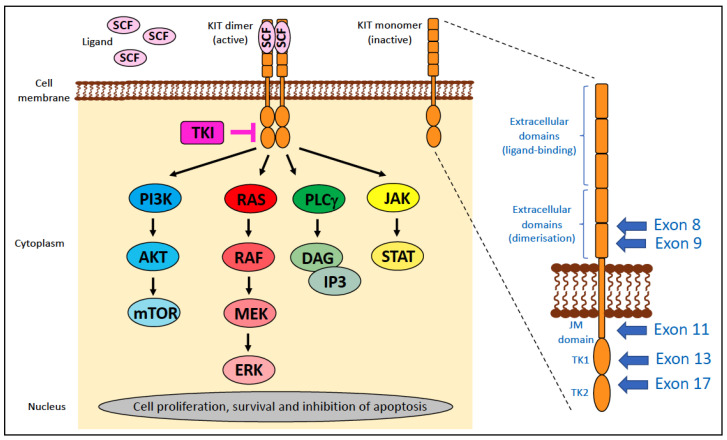 Ligand
SCF
SCF
SCF
KIT dimer
(active)
SCF
SCF
KIT monomer
(inactive)
Cell
membrane
TKI
PI3K
RAS
PLCγ
JAK
Cytoplasm
AKT
RAF
DAG
IP3
STAT
mTOR
MEK
ERK
Nucleus
Cell proliferation, survival and inhibition of apoptosis
Extracellular
domains
(ligand-binding)
Extracellular
domains
(dimerisation)
Exon 8
Exon 9
JM
domain
Exon 11
TK1
Exon 13
TK2
Exon 17